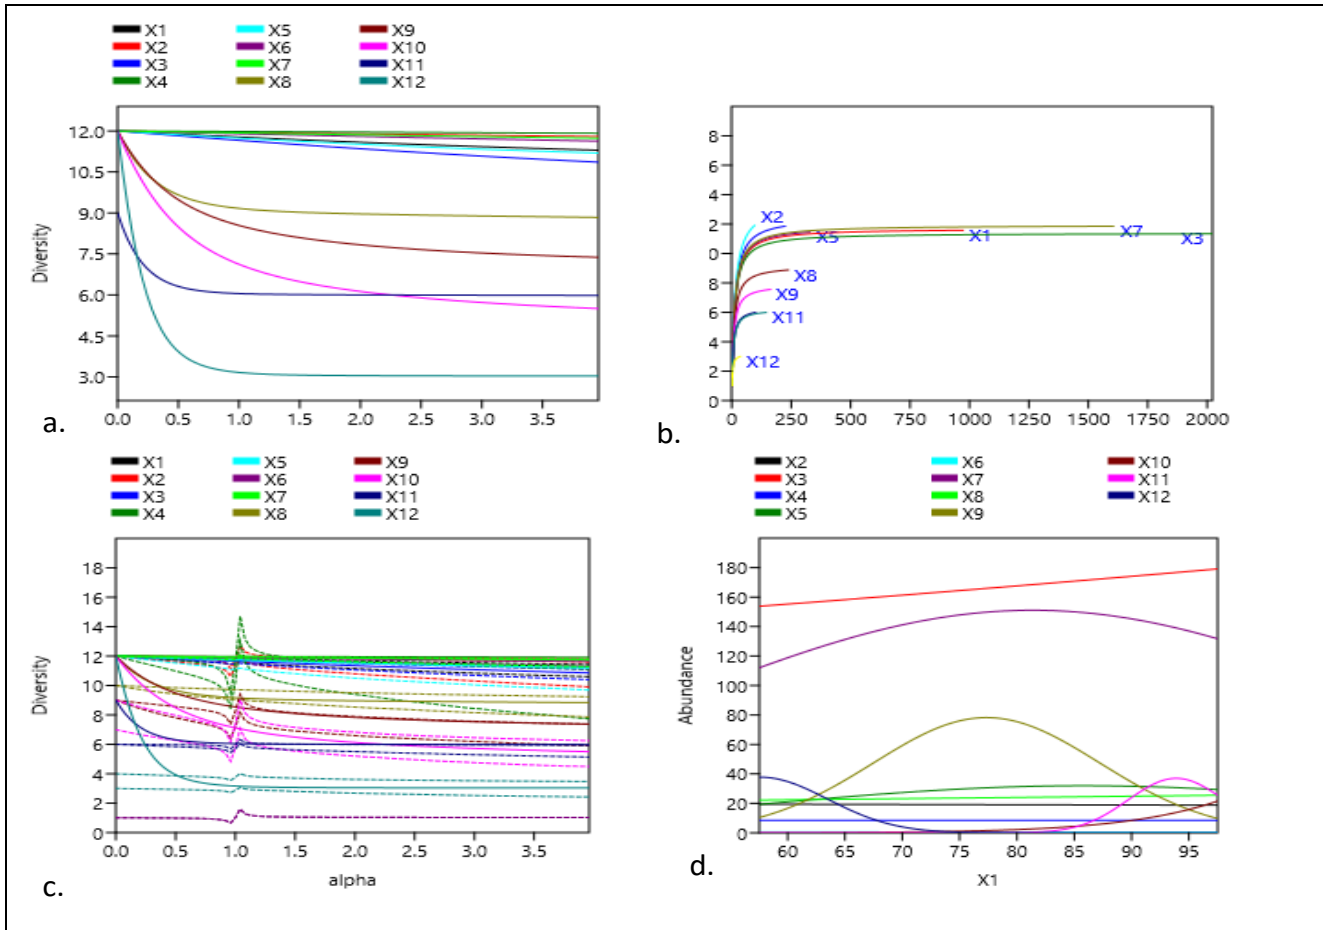 X1 X5 X9
X2 X6 X10
X3 X7 X11
X4 X8 X12
12.0
10.5
9.0
7.5
6.0
4.5
3.0
Diversity
0.0 0.5 1.0 1.5 2.0 2.5 3.0 3.5
a.
8
6
4
2
0
8
6
4
2
0
X2
X5
X1
X7
X3
X8
X9
X11
X12
0 250 500 750 1000 1250 1500 1750 2000
b.
X1 X5 X9
X2 X6 X10
X3 X7 X11
X4 X8 X12
18
16
14
12
10
8
6
4
2
0
Diversity
0.0 0.5 1.0 1.5 2.0 2.5 3.0 3.5
alpha
c.
X2 X6 X10
X3 X7 X11
X4 X8 X12
X5 X9
180
160
140
120
100
80
60
40
20
0
Abundance
60 65 70 75 80 85 90 95
X1
d.